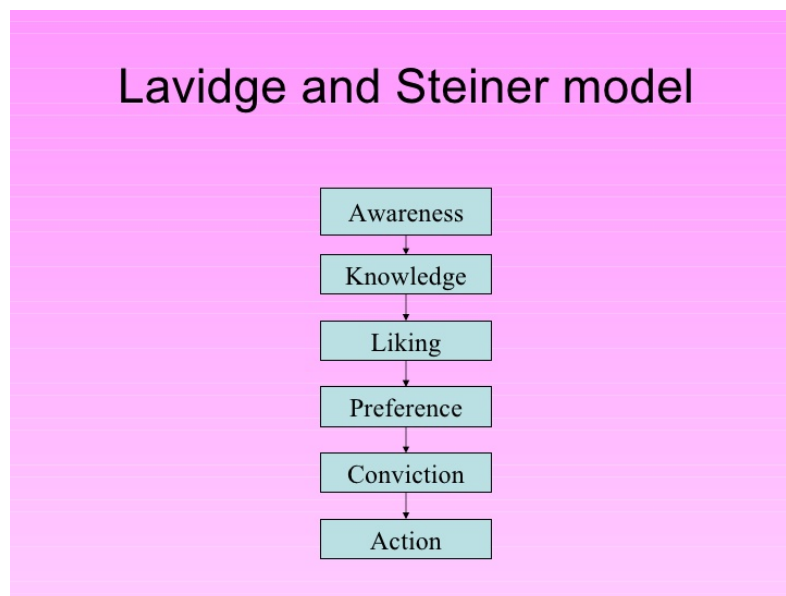 Lavidge and Steiner model
Awareness
Knowledge
Liking
Preference
Conviction
Action